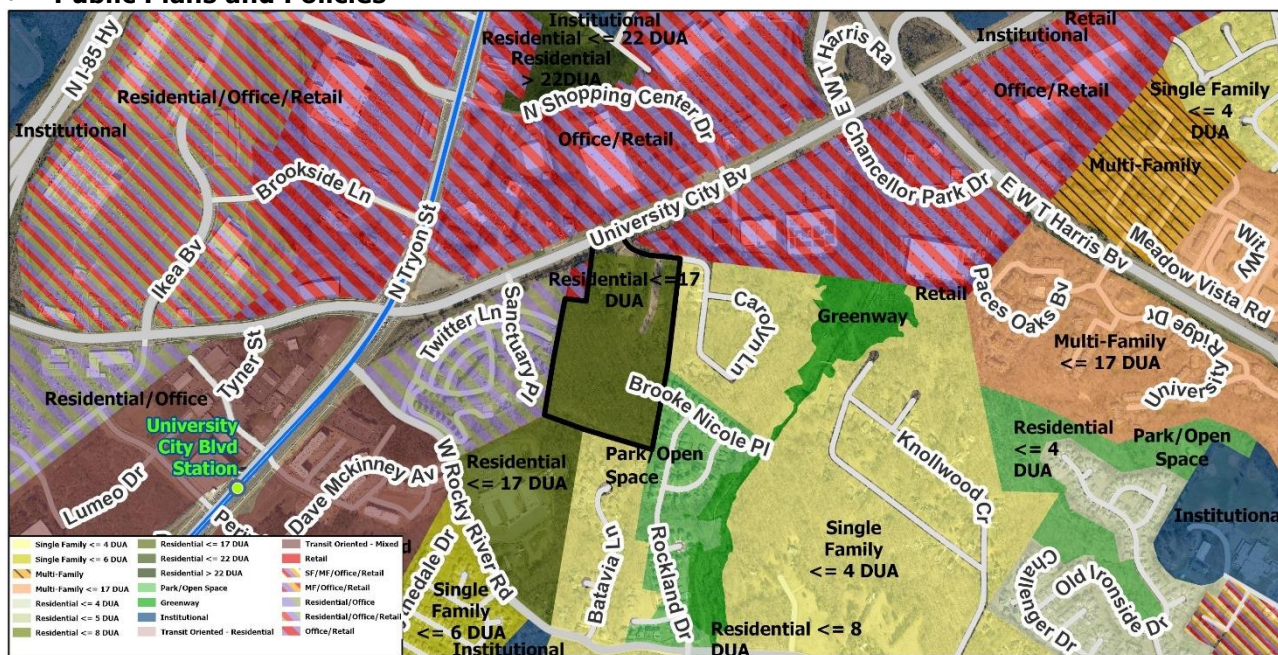 Public Plans and Policies
N I-85 Hy
Institutional
Residential/Office/Retail
Institutional
Residential <= 22 DUA
Residential
> 22DUA
N Shopping Center Dr
Office/Retail
E W T Harris Ra
Retail
Institutional
Office/Retail
Single Family
<= 4
DUA
Multi-Family
Brookside Ln
Ikea Bv
N Tryon St
University City Bv
Chancellor Park Dr
E W T Harris Bv
Meadow Vista Rd
Wit Wy
Residential <=17
DUA
Twitter Ln
Sanctuary Pl
Carolyn Ln
Greenway
Retail
Paces Oaks Bv
Multi-Family
<= 17 DUA
University Ridge Dr
Tyner St
Residential/Office
University
City Blvd
Station
Lumeo Dr
Dave Mckinney Av
W Rocky River Rd
Residential
<= 17 DUA
Park/Open
Space
Brooke Nicole Pl
Knollwood Cr
Residential
<= 4
DUA
Park/Open
Space
Institutional
Single
Family
<= 4 DUA
Batavia Ln
Rockland Dr
Single
Family
<= 6 DUA
Institutional
Residential <= 8
DUA
Challenger Dr
Old Ironside Dr
Single Family <= 4 DUA
Single Family <= 6 DUA
Multi-Family
Multi-Family <= 17 DUA
Residential <= 4 DUA
Residential <= 5 DUA
Residential <= 8 DUA
Residential <= 17 DUA
Residential <= 22 DUA
Residential > 22 DUA
Park/Open Space
Greenway
Institutional
Transit Oriented - Residential
Transit Oriented - Mixed
Retail
SF/MF/Office/Retail
MF/Office/Retail
Residential/Office
Residential/Office/Retail
Office/Retail